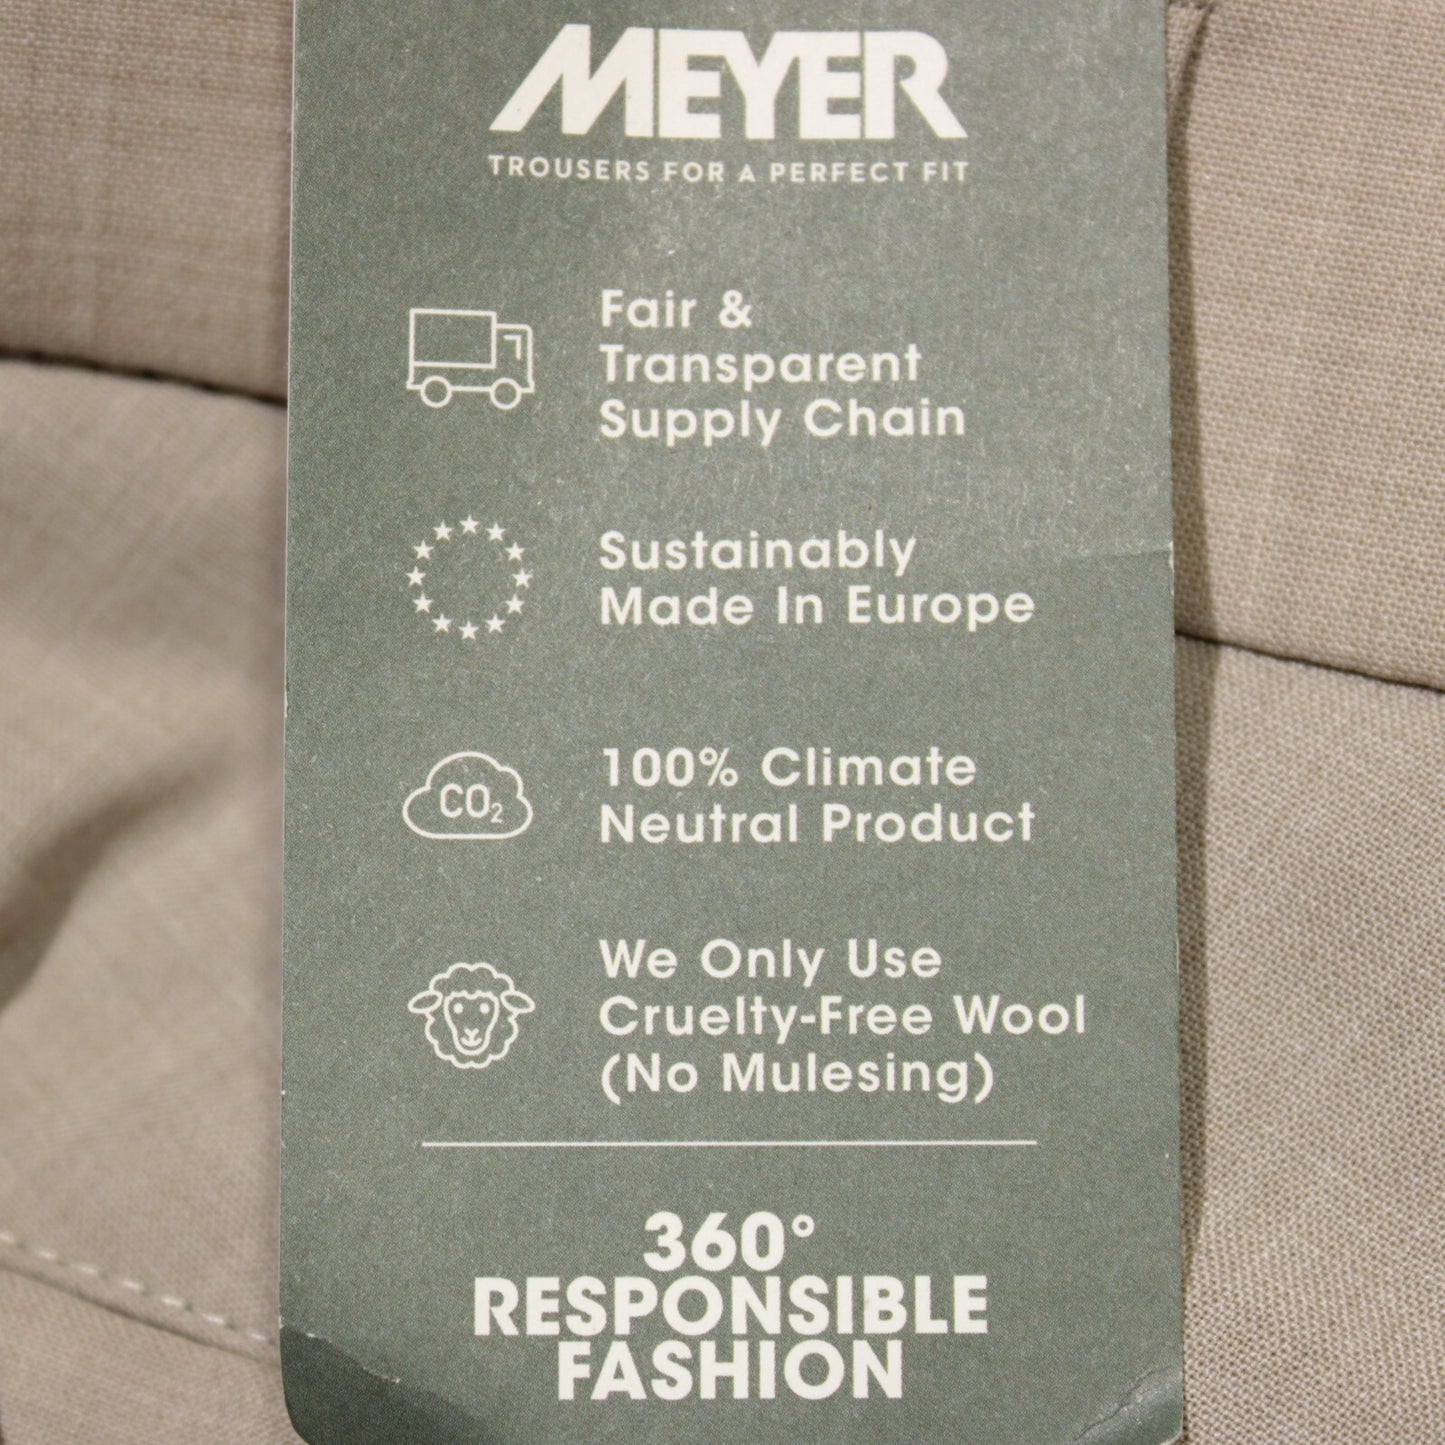 MEYER
TROUSERS FOR A PERFECT FIT
Fair &
Transparent
Supply Chain
Sustainably
Made In Europe
CO₂
100% Climate
Neutral Product
We Only Use
Cruelty-Free Wool
(No Mulesing)
360°
RESPONSIBLE
FASHION